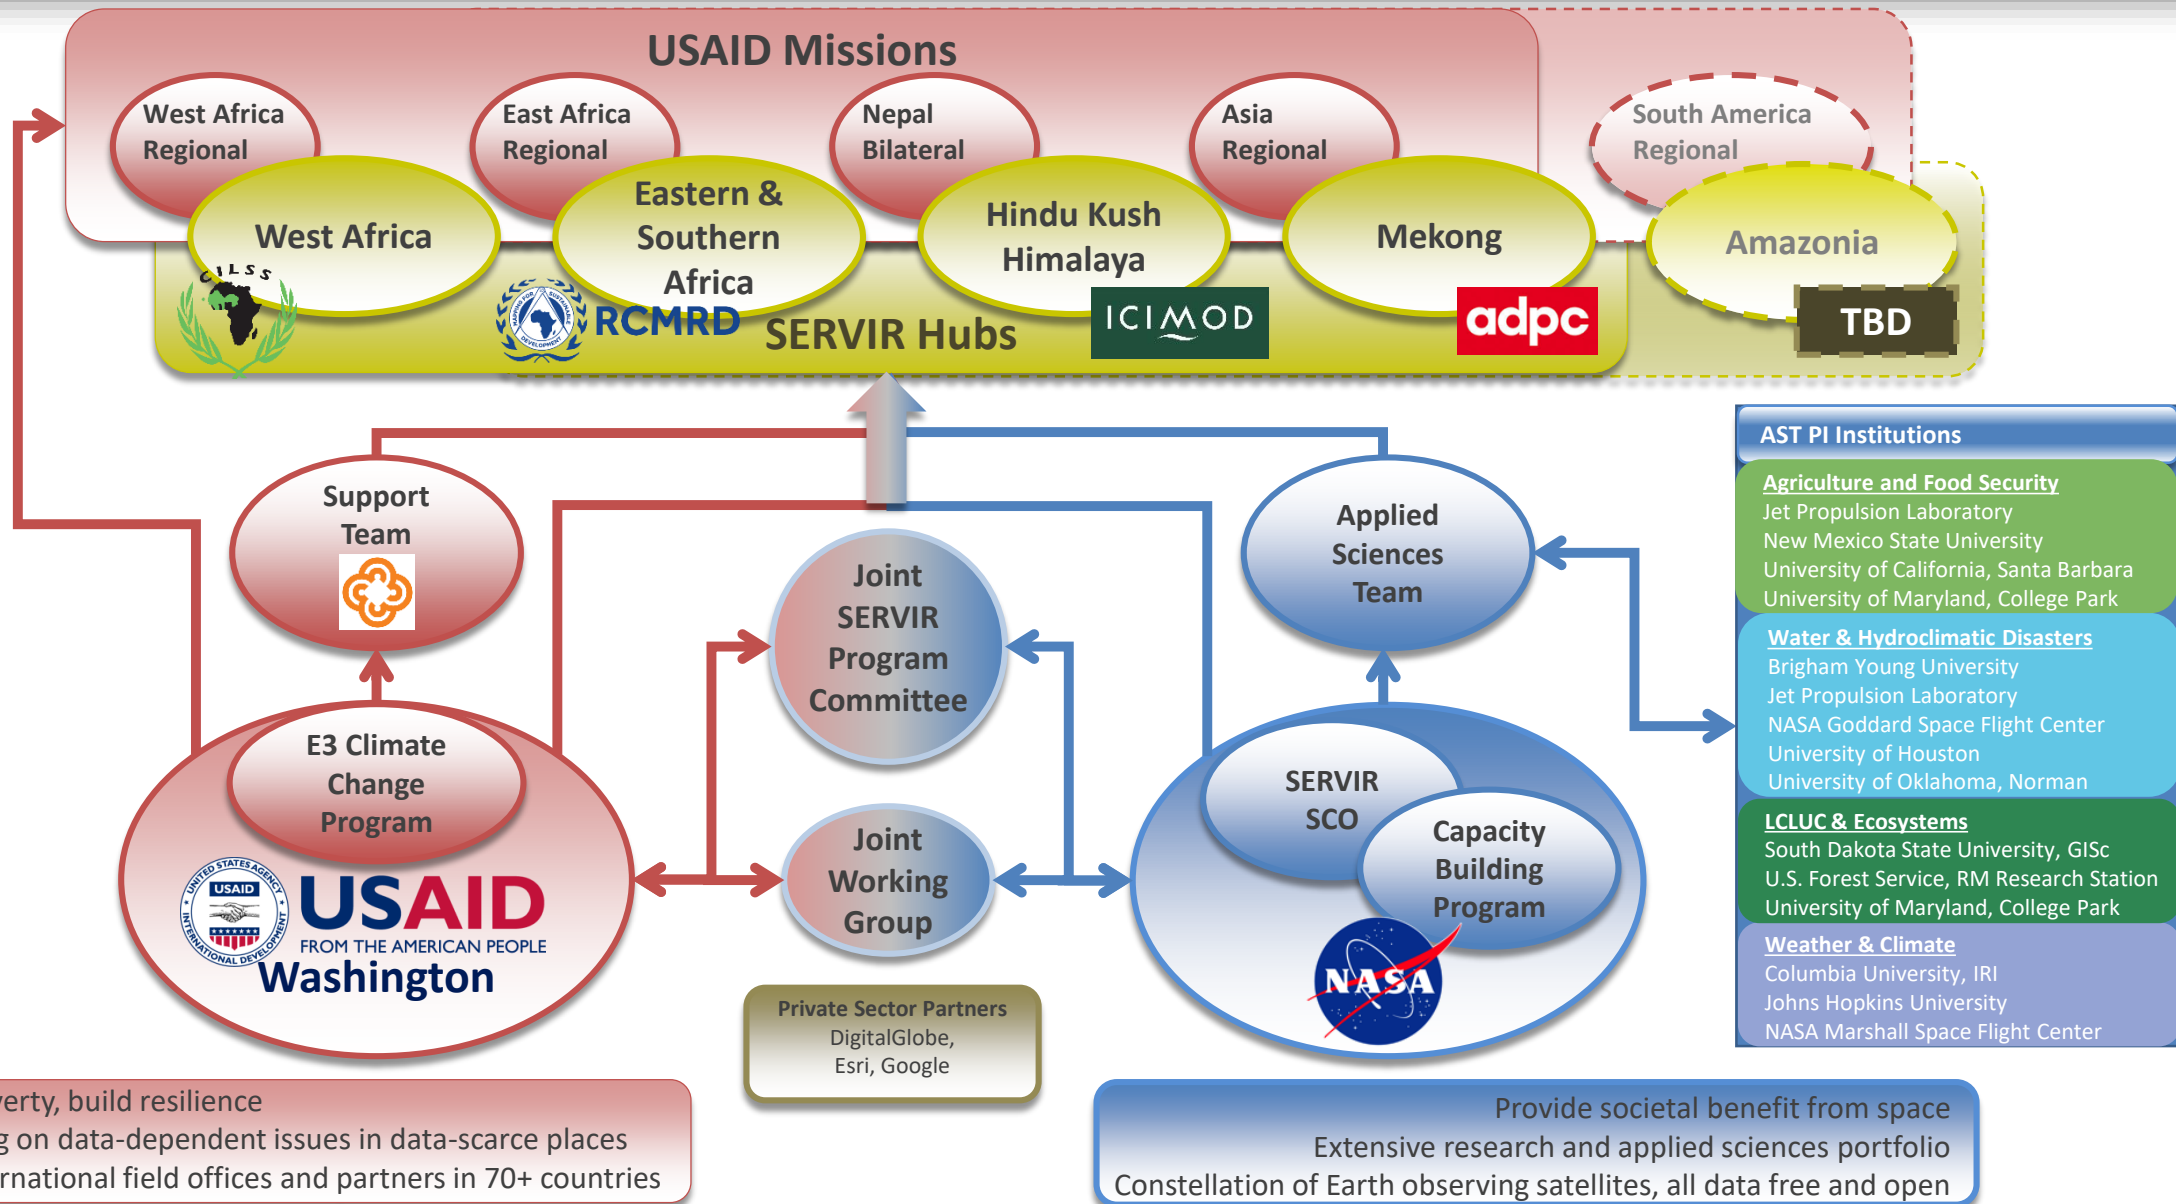 USAID Missions
West Africa
Regional
East Africa
Regional
Nepal
Bilateral
Asia
Regional
South America
Regional
West Africa
Eastern &
Southern
Africa
Hindu Kush
Himalaya
Mekong
Amazonia
CILSS
MAPPING FOR SUSTAINABLE
DEVELOPMENT
RCMRD
SERVIR Hubs
ICIMOD
adpc
TBD
Support
Team
Applied
Sciences
Team
Joint
SERVIR
Program
Committee
E3 Climate
Change
Program
UNITED STATES AGENCY
INTERNATIONAL DEVELOPMENT
USAID
USAID
FROM THE AMERICAN PEOPLE
Washington
Joint
Working
Group
SERVIR
SCO
Capacity
Building
Program
NASA
Private Sector Partners
DigitalGlobe,
Esri, Google
AST PI Institutions
Agriculture and Food Security
Jet Propulsion Laboratory
New Mexico State University
University of California, Santa Barbara
University of Maryland, College Park
Water & Hydroclimatic Disasters
Brigham Young University
Jet Propulsion Laboratory
NASA Goddard Space Flight Center
University of Houston
University of Oklahoma, Norman
LCLUC & Ecosystems
South Dakota State University, GISc
U.S. Forest Service, RM Research Station
University of Maryland, College Park
Weather & Climate
Columbia University, IRI
Johns Hopkins University
NASA Marshall Space Flight Center
build resilience
on data-dependent issues in data-scarce places
field offices and partners in 70+ countries
Provide societal benefit from space
Extensive research and applied sciences portfolio
Constellation of Earth observing satellites, all data free and open